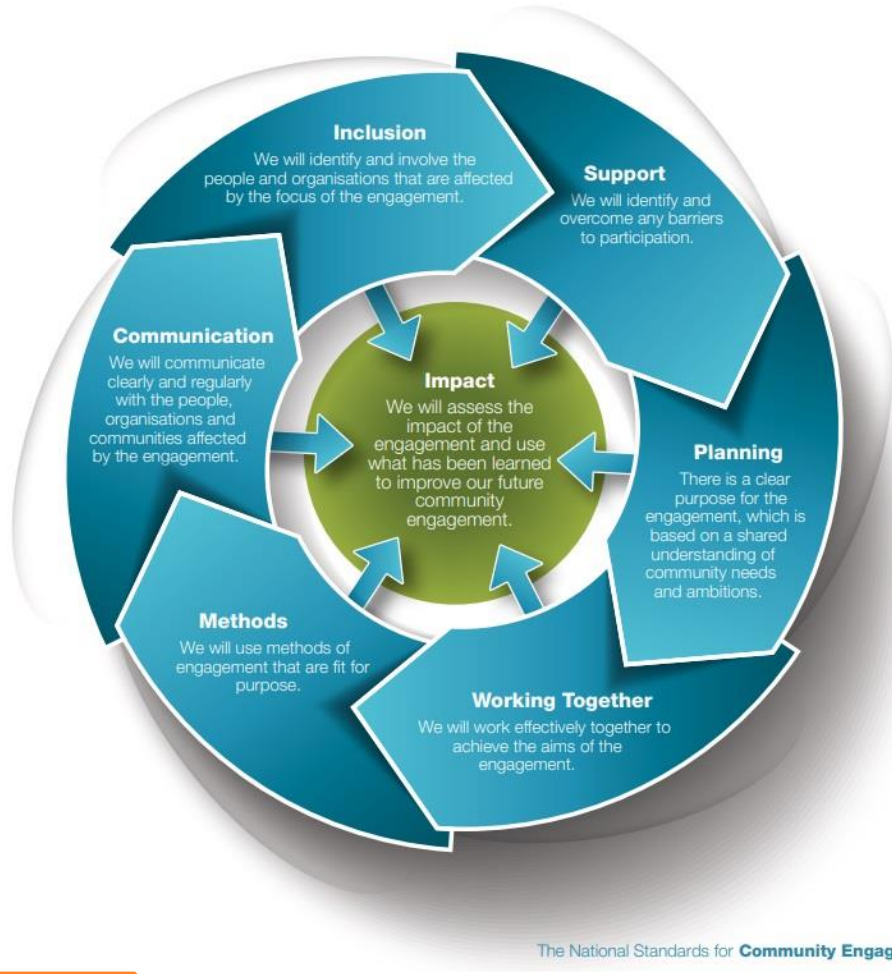 Inclusion
We will identify and involve the
people and organisations that are affected
by the focus of the engagement.
Support
We will identify and
overcome any barriers
to participation.
Planning
There is a clear
purpose for the
engagement, which is
based on a shared
understanding of
community needs
and ambitions.
Working Together
We will work effectively together to
achieve the aims of the
engagement.
Methods
We will use methods of
engagement that are fit for
purpose.
Communication
We will communicate
clearly and regularly
with the people,
organisations and
communities affected
by the engagement.
Impact
We will assess the
impact of the
engagement and use
what has been learned
to improve our future
community
engagement.
The National Standards for Community Engag